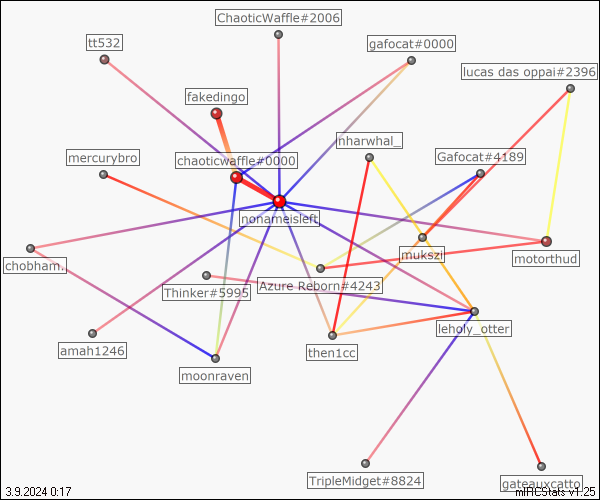 ChaoticWaffle#2006
tt532
gafocat#0000
lucas das oppai#2396
fakedingo
nharwhal_
mercurybro
chaoticwaffle#0000
Gafocat#4189
nonameisleft
mukszi
motorthud
chobham.
Thinker#5995
Azure Reborn#4243
leholy_otter
amah1246
then1cc
moonraven
TripleMidget#8824
gateauxcatto
3.9.2024 0:17
mIRCStats v1.25